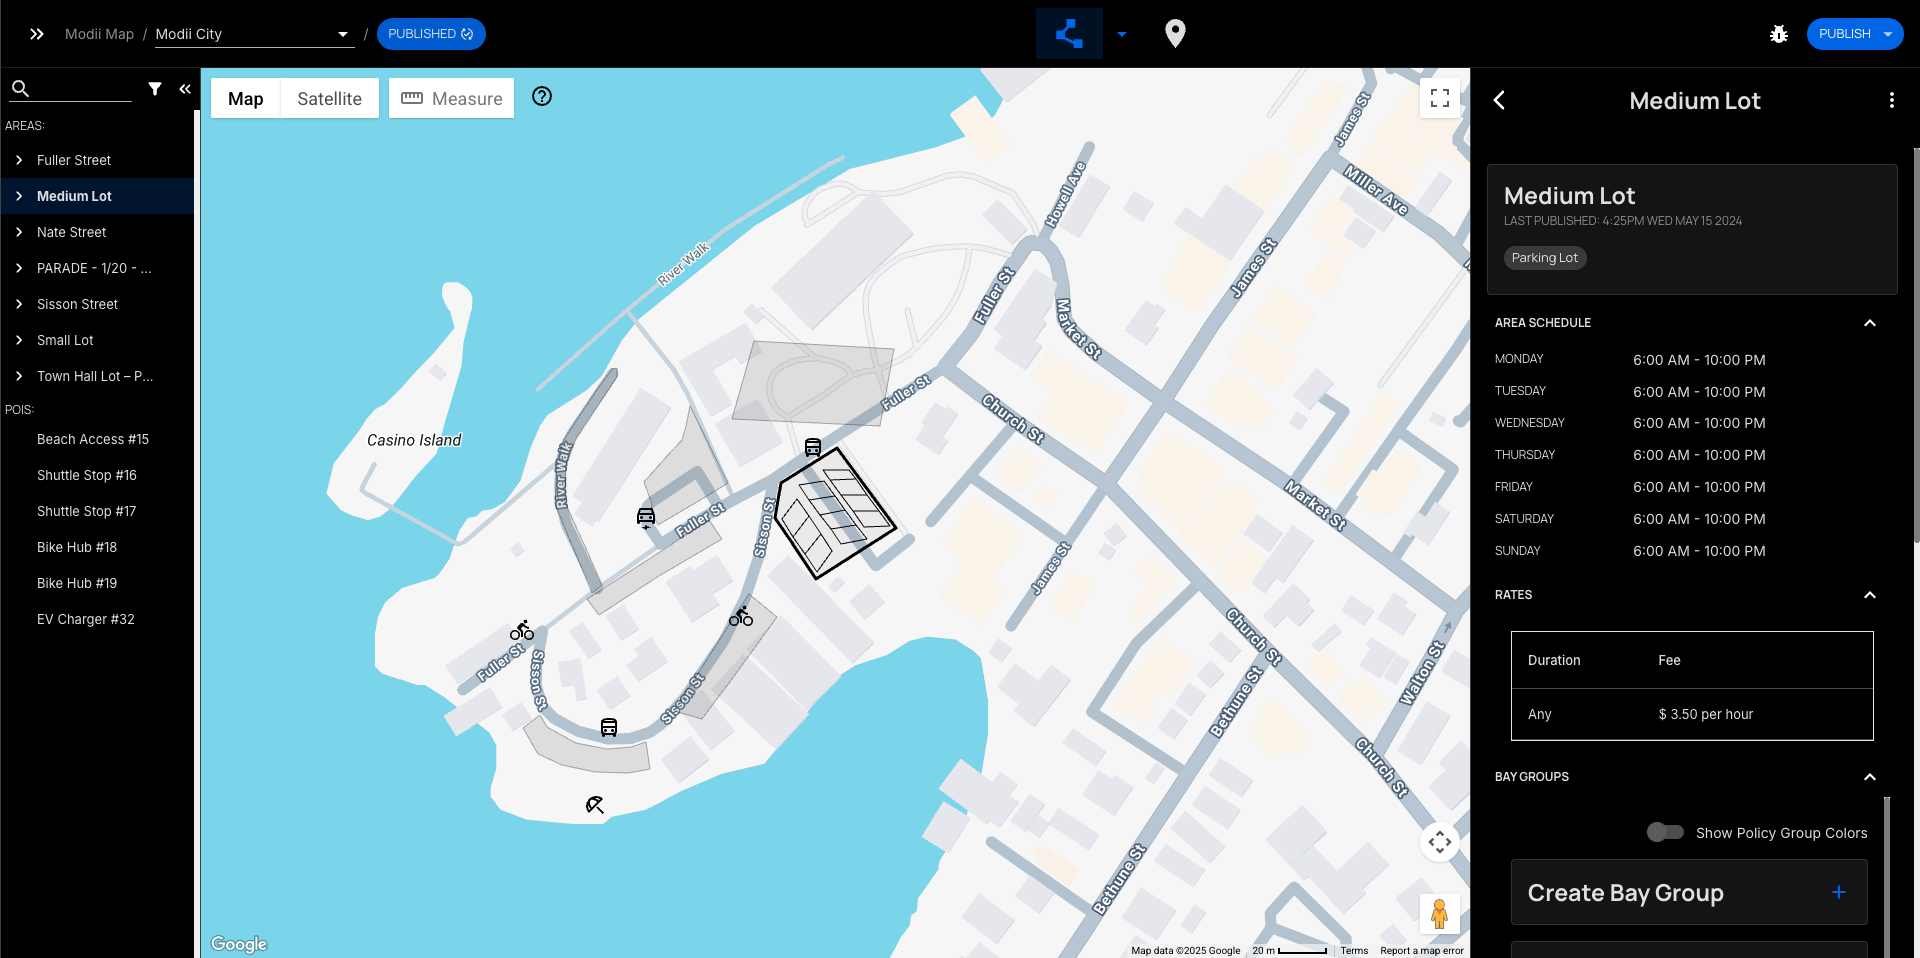 Modii Map / Modii City / PUBLISHED
PUBLISH
AREAS:
Fuller Street
Medium Lot
Nate Street
PARADE - 1/20 - ...
Sisson Street
Small Lot
Town Hall Lot – P...
POIS:
Beach Access #15
Shuttle Stop #16
Shuttle Stop #17
Bike Hub #18
Bike Hub #19
EV Charger #32
Map
Satellite
Measure
James St
Miller Ave
Howell Ave
River Walk
James St
Fuller St
Market St
Fuller St
Church St
Casino Island
River Walk
Fuller St
Sisson St
Market St
James St
Church St
Fuller St
Sisson St
Sisson St
Walton St
Bethune St
Church St
Bethune St
Google
Map data ©2025 Google
20 m
Terms
Report a map error
Medium Lot
Medium Lot
LAST PUBLISHED: 4:25PM WED MAY 15 2024
Parking Lot
AREA SCHEDULE
MONDAY 6:00 AM - 10:00 PM
TUESDAY 6:00 AM - 10:00 PM
WEDNESDAY 6:00 AM - 10:00 PM
THURSDAY 6:00 AM - 10:00 PM
FRIDAY 6:00 AM - 10:00 PM
SATURDAY 6:00 AM - 10:00 PM
SUNDAY 6:00 AM - 10:00 PM
RATES
Duration Fee
Any $ 3.50 per hour
BAY GROUPS
Show Policy Group Colors
Create Bay Group +